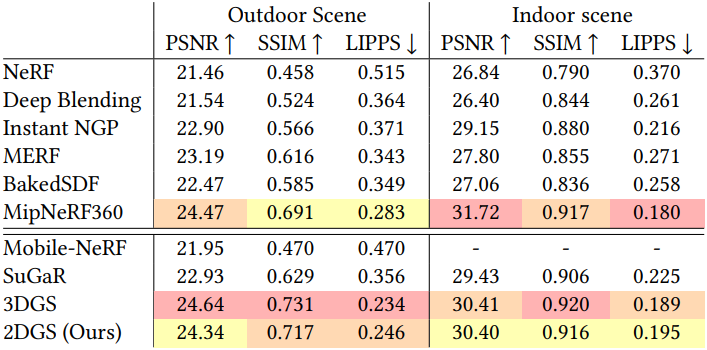 Outdoor Scene Indoor scene
PSNR ↑ SSIM ↑ LIPPS ↓ PSNR ↑ SSIM ↑ LIPPS ↓
NeRF 21.46 0.458 0.515 26.84 0.790 0.370
Deep Blending 21.54 0.524 0.364 26.40 0.844 0.261
Instant NGP 22.90 0.566 0.371 29.15 0.880 0.216
MERF 23.19 0.616 0.343 27.80 0.855 0.271
BakedSDF 22.47 0.585 0.349 27.06 0.836 0.258
MipNeRF360 24.47 0.691 0.283 31.72 0.917 0.180
Mobile-NeRF 21.95 0.470 0.470 - - -
SuGaR 22.93 0.629 0.356 29.43 0.906 0.225
3DGS 24.64 0.731 0.234 30.41 0.920 0.189
2DGS (Ours) 24.34 0.717 0.246 30.40 0.916 0.195